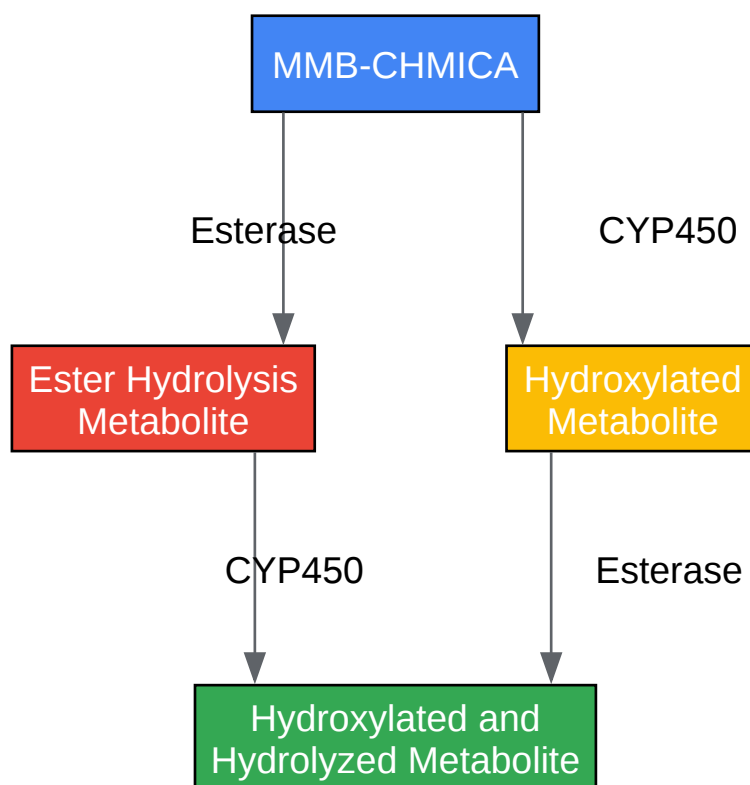 MMB-CHMICA
Esterase
CYP450
Ester Hydrolysis
Metabolite
Hydroxylated
Metabolite
CYP450
Esterase
Hydroxylated and
Hydrolyzed Metabolite